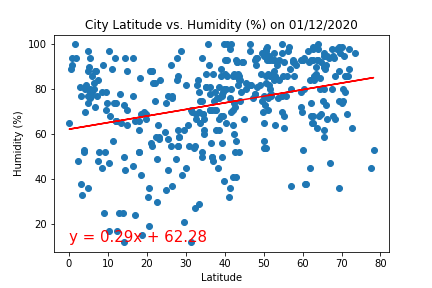 City Latitude vs. Humidity (%) on 01/12/2020
100
80
60
40
20
Humidity (%)
y = 0.29x + 62.28
0 10 20 30 40 50 60 70 80
Latitude